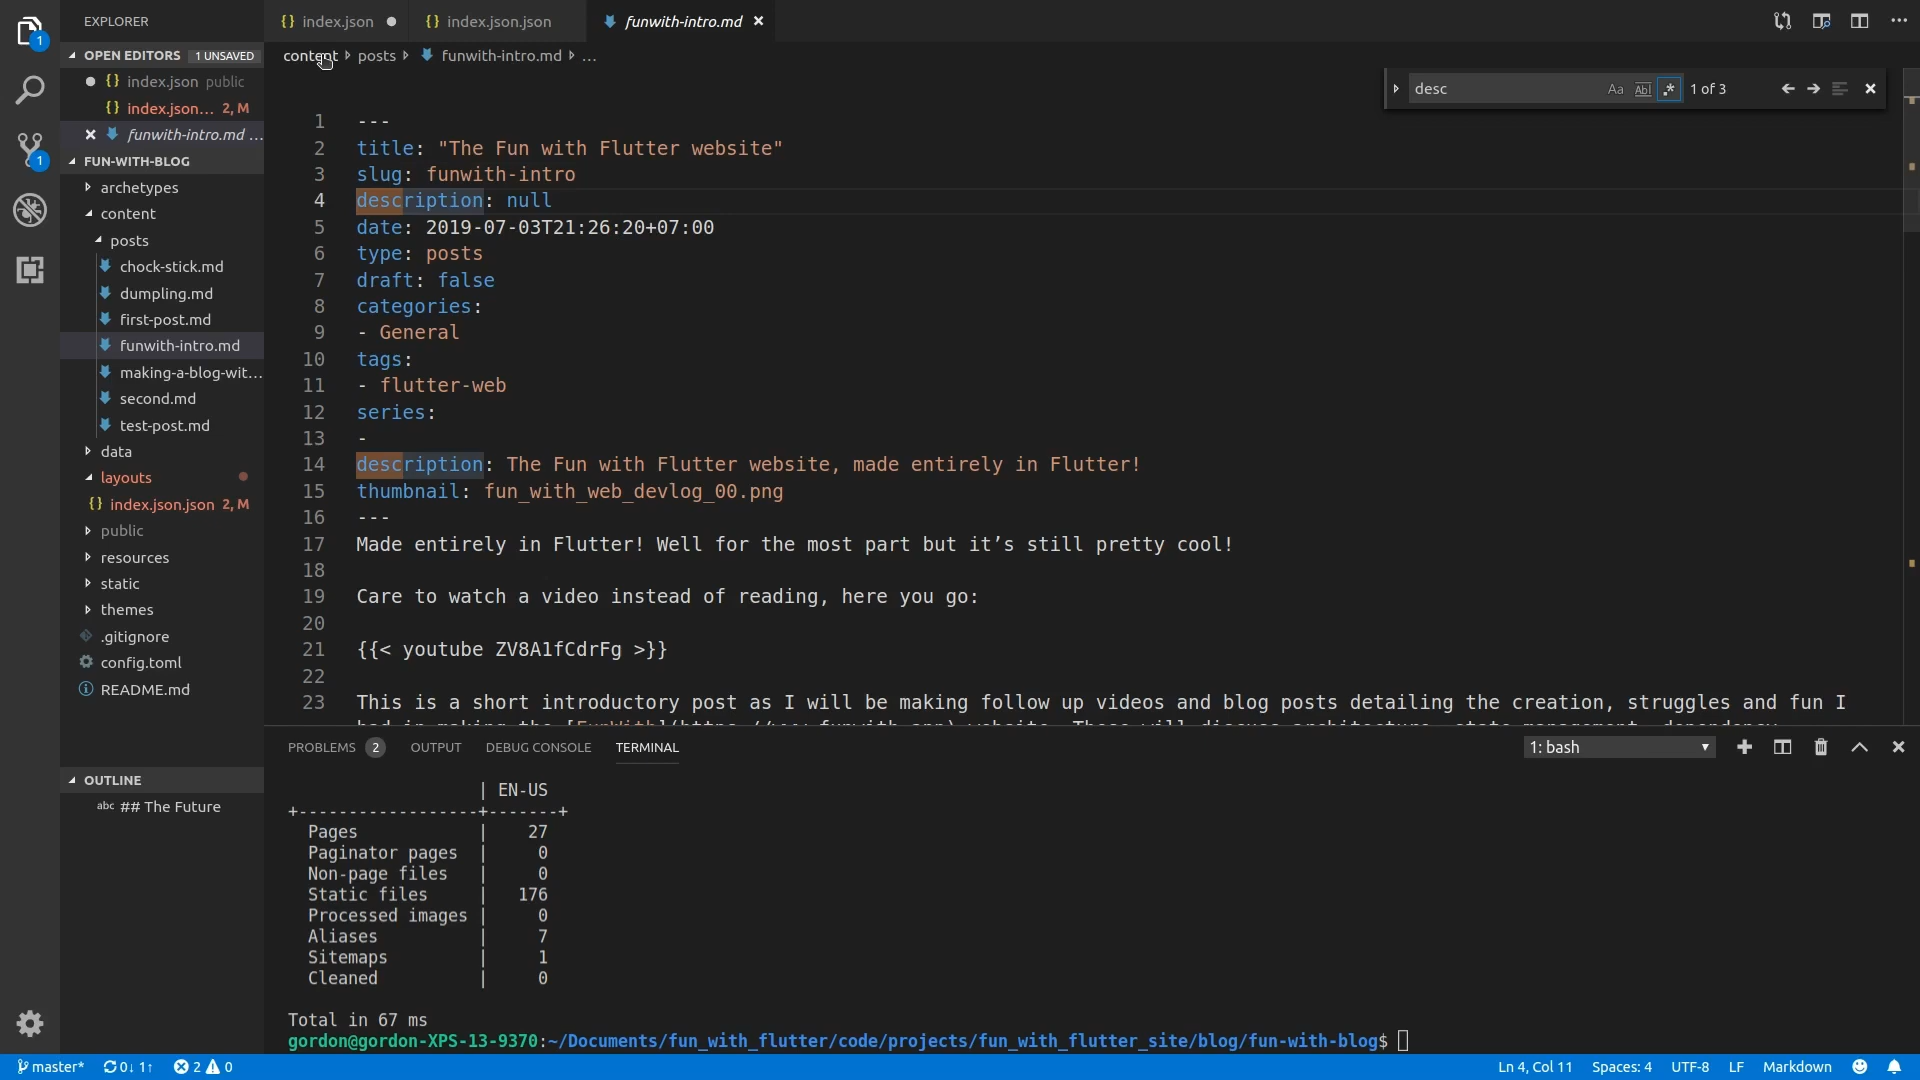 EXPLORER
OPEN EDITORS 1 UNSAVED
index.json public
index.json... 2, M
funwith-intro.md ...
FUN-WITH-BLOG
archetypes
content
posts
chock-stick.md
dumpling.md
first-post.md
funwith-intro.md
making-a-blog-wit...
second.md
test-post.md
data
layouts
index.json.json 2, M
public
resources
static
themes
.gitignore
config.toml
README.md
OUTLINE
abc ## The Future
index.json
index.json.json
funwith-intro.md
content posts funwith-intro.md ...
desc Aa Abl .* 1 of 3
1 ---
2 title: "The Fun with Flutter website"
3 slug: funwith-intro
4 description: null
5 date: 2019-07-03T21:26:20+07:00
6 type: posts
7 draft: false
8 categories:
9 - General
10 tags:
11 - flutter-web
12 series:
13 -
14 description: The Fun with Flutter website, made entirely in Flutter!
15 thumbnail: fun_with_web_devlog_00.png
16 ---
17 Made entirely in Flutter! Well for the most part but it’s still pretty cool!
18
19 Care to watch a video instead of reading, here you go:
20
21 {{< youtube ZV8A1fCdrFg >}}
22
23 This is a short introductory post as I will be making follow up videos and blog posts detailing the creation, struggles and fun I
PROBLEMS 2 OUTPUT DEBUG CONSOLE TERMINAL 1: bash
| EN-US
+------------------+-------+
Pages | 27
Paginator pages | 0
Non-page files | 0
Static files | 176
Processed images | 0
Aliases | 7
Sitemaps | 1
Cleaned | 0
Total in 67 ms
gordon@gordon-XPS-13-9370:~/Documents/fun_with_flutter/code/projects/fun_with_flutter_site/blog/fun-with-blog$
master* 0↓ 1↑ 2 0 Ln 4, Col 11 Spaces: 4 UTF-8 LF Markdown